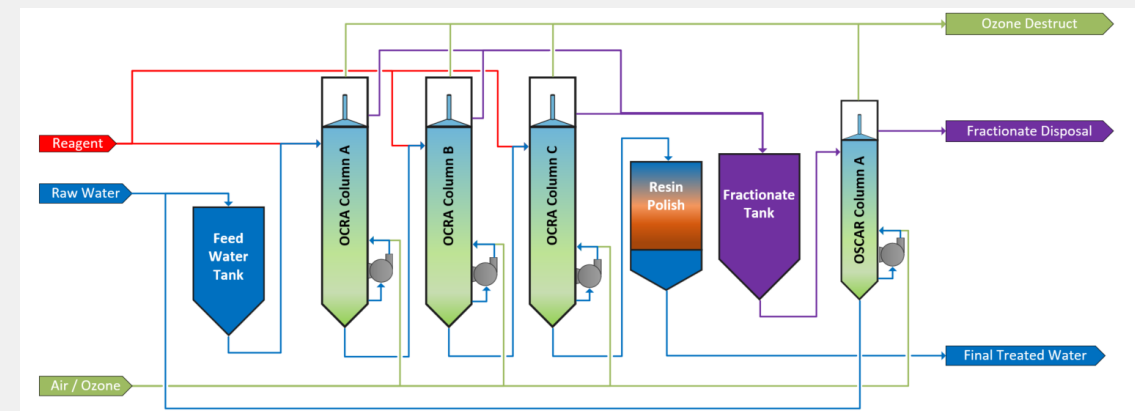 Ozone Destruct
Reagent
Raw Water
Feed
Water
Tank
OCRA Column A
OCRA Column B
OCRA Column C
Resin
Polish
Fractionate
Tank
OSCAR Column A
Fractionate Disposal
Final Treated Water
Air / Ozone